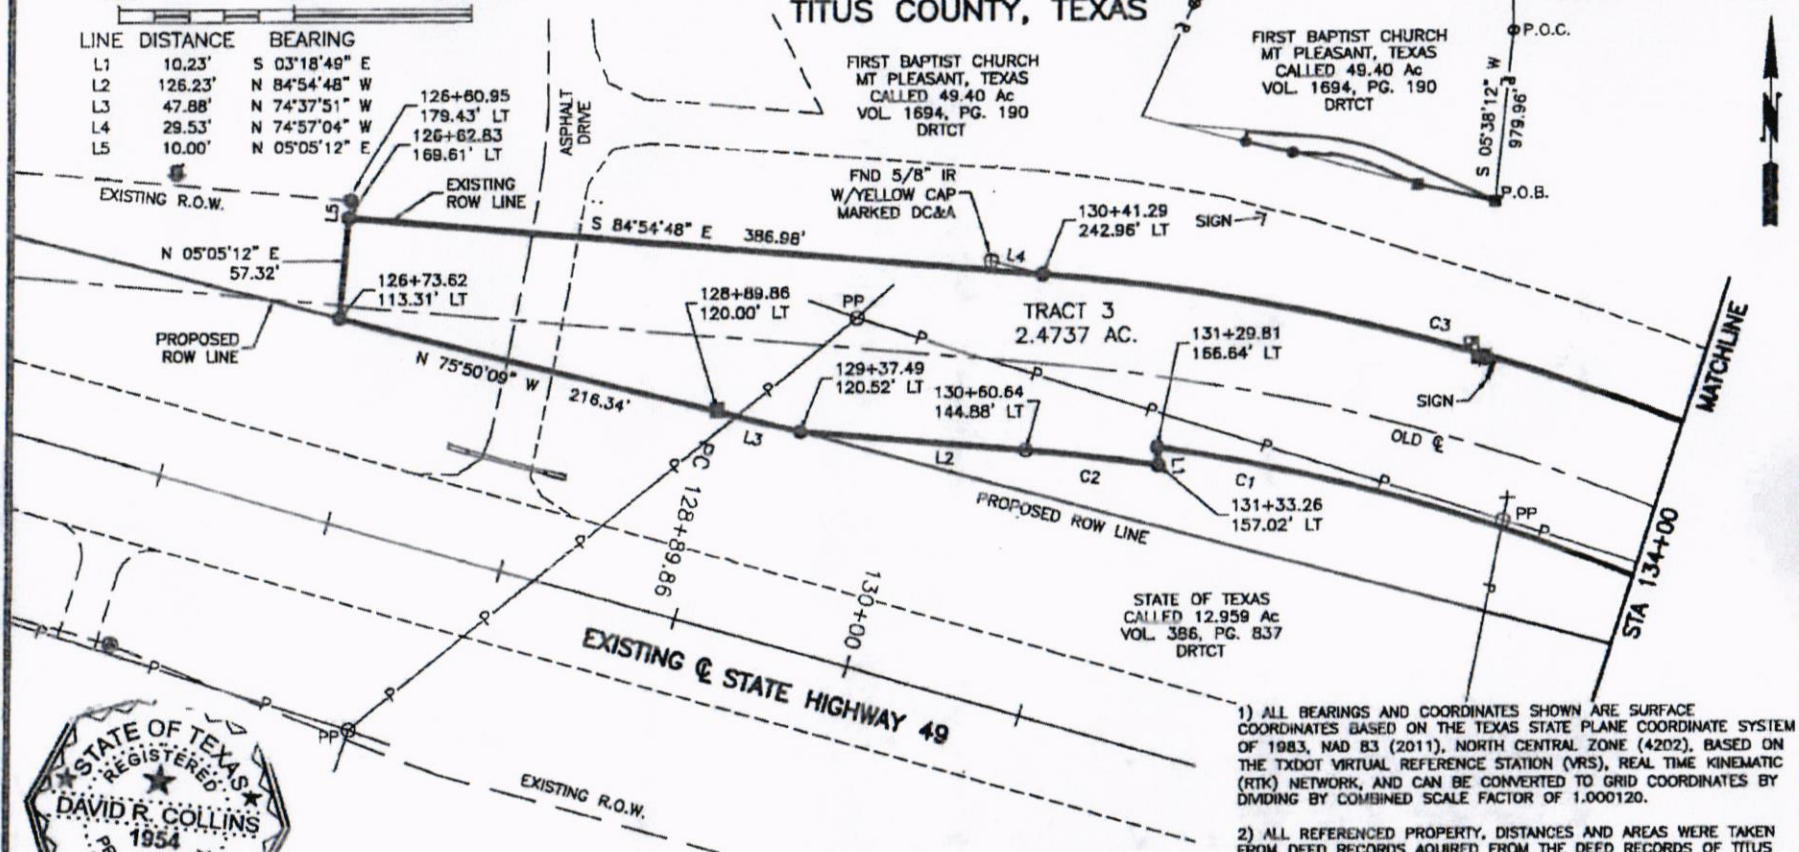 TITUS COUNTY, TEXAS
LINE DISTANCE BEARING
L1 10.23' S 03°18'49" E
L2 126.23' N 84°54'48" W
L3 47.88' N 74°37'51" W
L4 29.53' N 74°57'04" W
L5 10.00' N 05°05'12" E
126+60.95
179.43' LT
126+62.83
169.61' LT
ASPHALT
DRIVE
FIRST BAPTIST CHURCH
MT PLEASANT, TEXAS
CALLED 49.40 Ac
VOL. 1694, PG. 190
DRTCT
FIRST BAPTIST CHURCH
MT PLEASANT, TEXAS
CALLED 49.40 Ac
VOL. 1694, PG. 190
DRTCT
P.O.C.
S 05°38'12" W
979.96'
P.O.B.
EXISTING R.O.W.
L5
EXISTING
ROW LINE
FND 5/8" IR
W/YELLOW CAP
MARKED DC&A
130+41.29
242.96' LT
SIGN
S 84°54'48" E 386.98'
L4
N 05°05'12" E
57.32'
126+73.62
113.31' LT
128+89.86
120.00' LT
PP
P
TRACT 3
2.4737 AC.
C3
MATCHLINE
PROPOSED
ROW LINE
N 75°50'09" W 216.34'
129+37.49
120.52' LT
130+60.64
144.88' LT
131+29.81
166.64' LT
P
P
P
SIGN
OLD ℄
L3
L2
C2
L1
C1
P
P
P
131+33.26
157.02' LT
PP
P
PROPOSED ROW LINE
PC 128+89.86
P
P
P
P
130+00
STATE OF TEXAS
CALLED 12.959 Ac
VOL. 386, PG. 837
DRTCT
P
STA 134+00
EXISTING ℄ STATE HIGHWAY 49
P
P
P
P
PP
EXISTING R.O.W.
STATE OF TEXAS
REGISTERED
DAVID R. COLLINS
1954
1) ALL BEARINGS AND COORDINATES SHOWN ARE SURFACE
COORDINATES BASED ON THE TEXAS STATE PLANE COORDINATE SYSTEM
OF 1983, NAD 83 (2011), NORTH CENTRAL ZONE (4202), BASED ON
THE TXDOT VIRTUAL REFERENCE STATION (VRS), REAL TIME KINEMATIC
(RTK) NETWORK, AND CAN BE CONVERTED TO GRID COORDINATES BY
DIVIDING BY COMBINED SCALE FACTOR OF 1.000120.
2) ALL REFERENCED PROPERTY, DISTANCES AND AREAS WERE TAKEN
FROM DEED RECORDS AQUIRED FROM THE DEED RECORDS OF TITUS